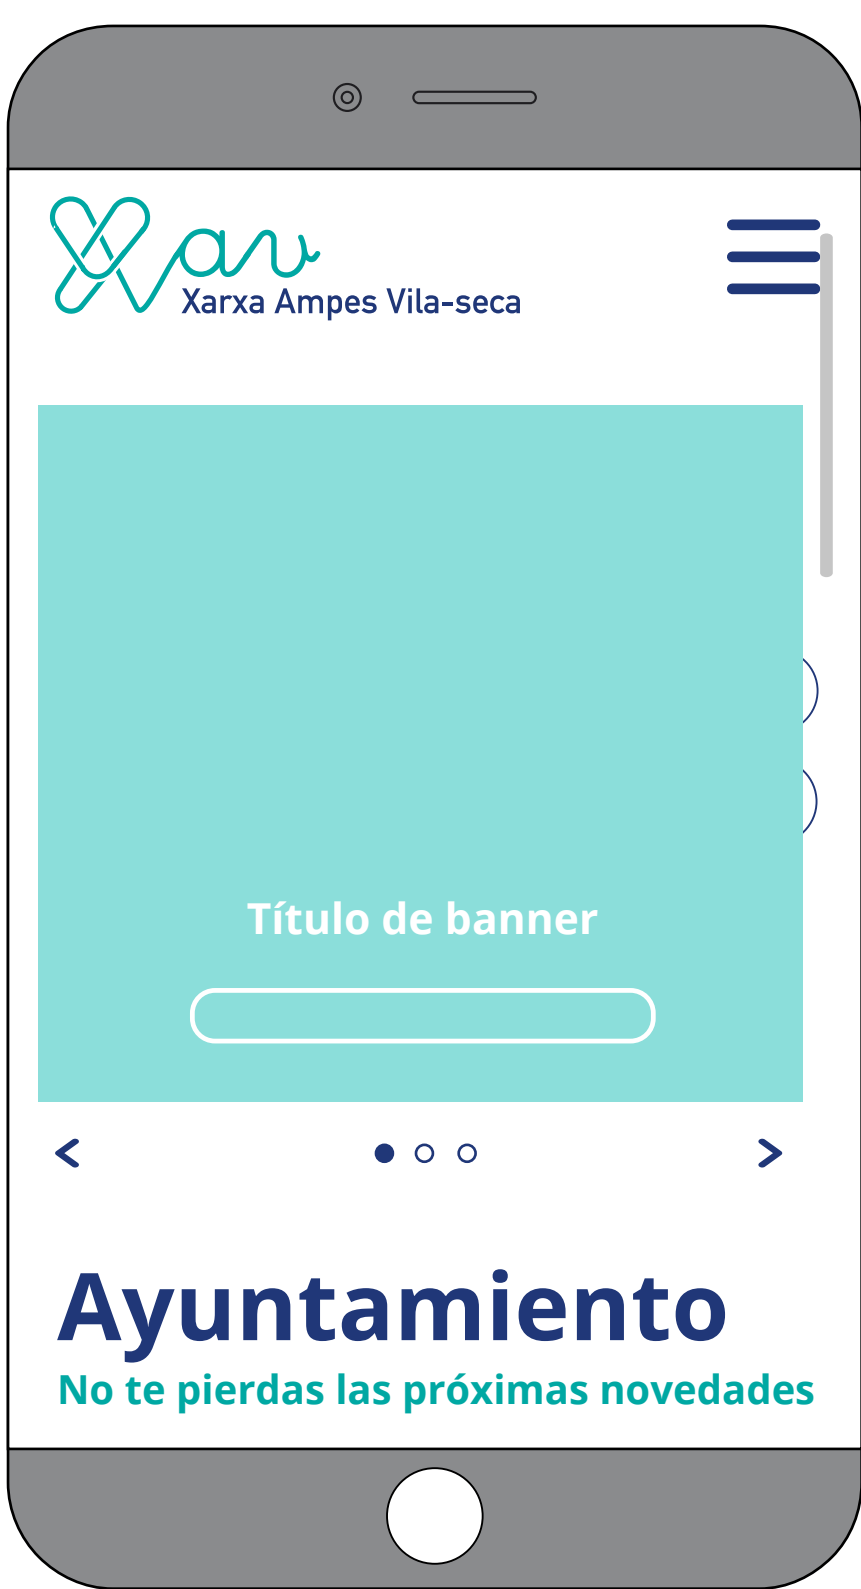 Xav
Xarxa Ampes Vila-seca
Título de banner
Ayuntamiento
No te pierdas las próximas novedades